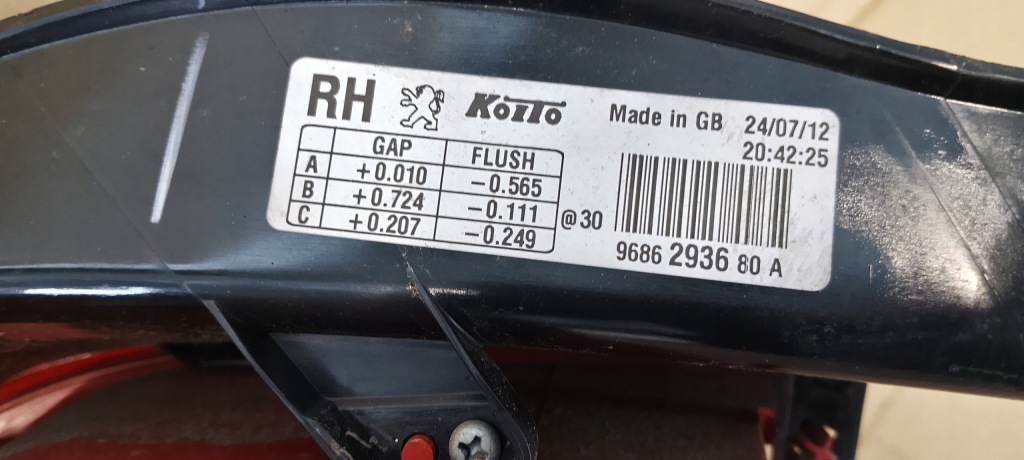 RH KOITO Made in GB 24/07/12
20:42:25
GAP FLUSH
A +0.010 -0.565
B +0.724 -0.111
C +0.207 -0.249
@30
9686 2936 80 A